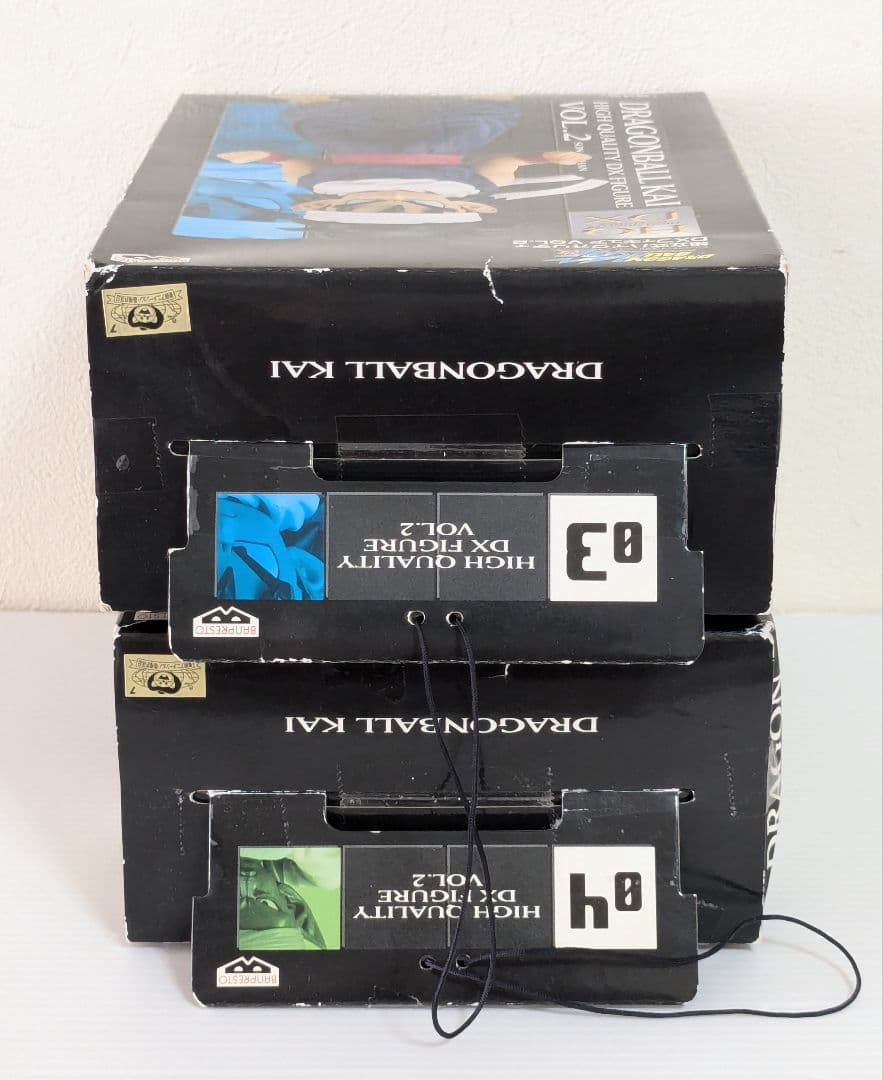 DRAGONBALL KAI
HIGH QUALITY DX FIGURE
VOL.2
DRAGONBALL KAI
03
HIGH QUALITY
DX FIGURE
VOL.2
BANPRESTO
DRAGONBALL KAI
DRAGON
04
HIGH QUALITY
DX FIGURE
VOL.2
BANPRESTO